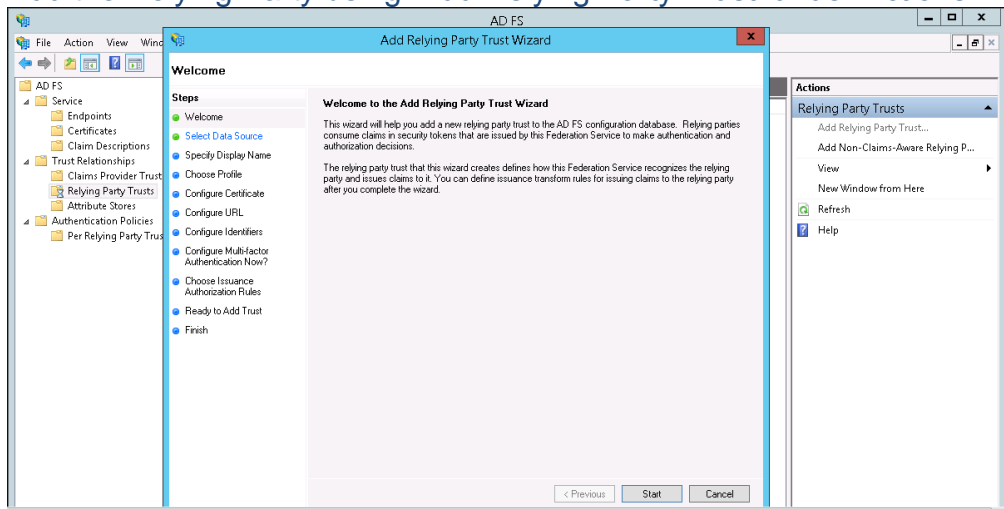 AD FS
File Action View Wind
Add Relying Party Trust Wizard
Welcome
AD FS
Service
Endpoints
Certificates
Claim Descriptions
Trust Relationships
Claims Provider Trust
Relying Party Trusts
Attribute Stores
Authentication Policies
Per Relying Party Trus
Steps
Welcome
Select Data Source
Specify Display Name
Choose Profile
Configure Certificate
Configure URL
Configure Identifiers
Configure Multi-factor
Authentication Now?
Choose Issuance
Authorization Rules
Ready to Add Trust
Finish
Welcome to the Add Relying Party Trust Wizard
This wizard will help you add a new relying party trust to the AD FS configuration database. Relying parties
consume claims in security tokens that are issued by this Federation Service to make authentication and
authorization decisions.
The relying party trust that this wizard creates defines how this Federation Service recognizes the relying
party and issues claims to it. You can define issuance transform rules for issuing claims to the relying party
after you complete the wizard.
< Previous Start Cancel
Actions
Relying Party Trusts
Add Relying Party Trust...
Add Non-Claims-Aware Relying P...
View
New Window from Here
Refresh
Help